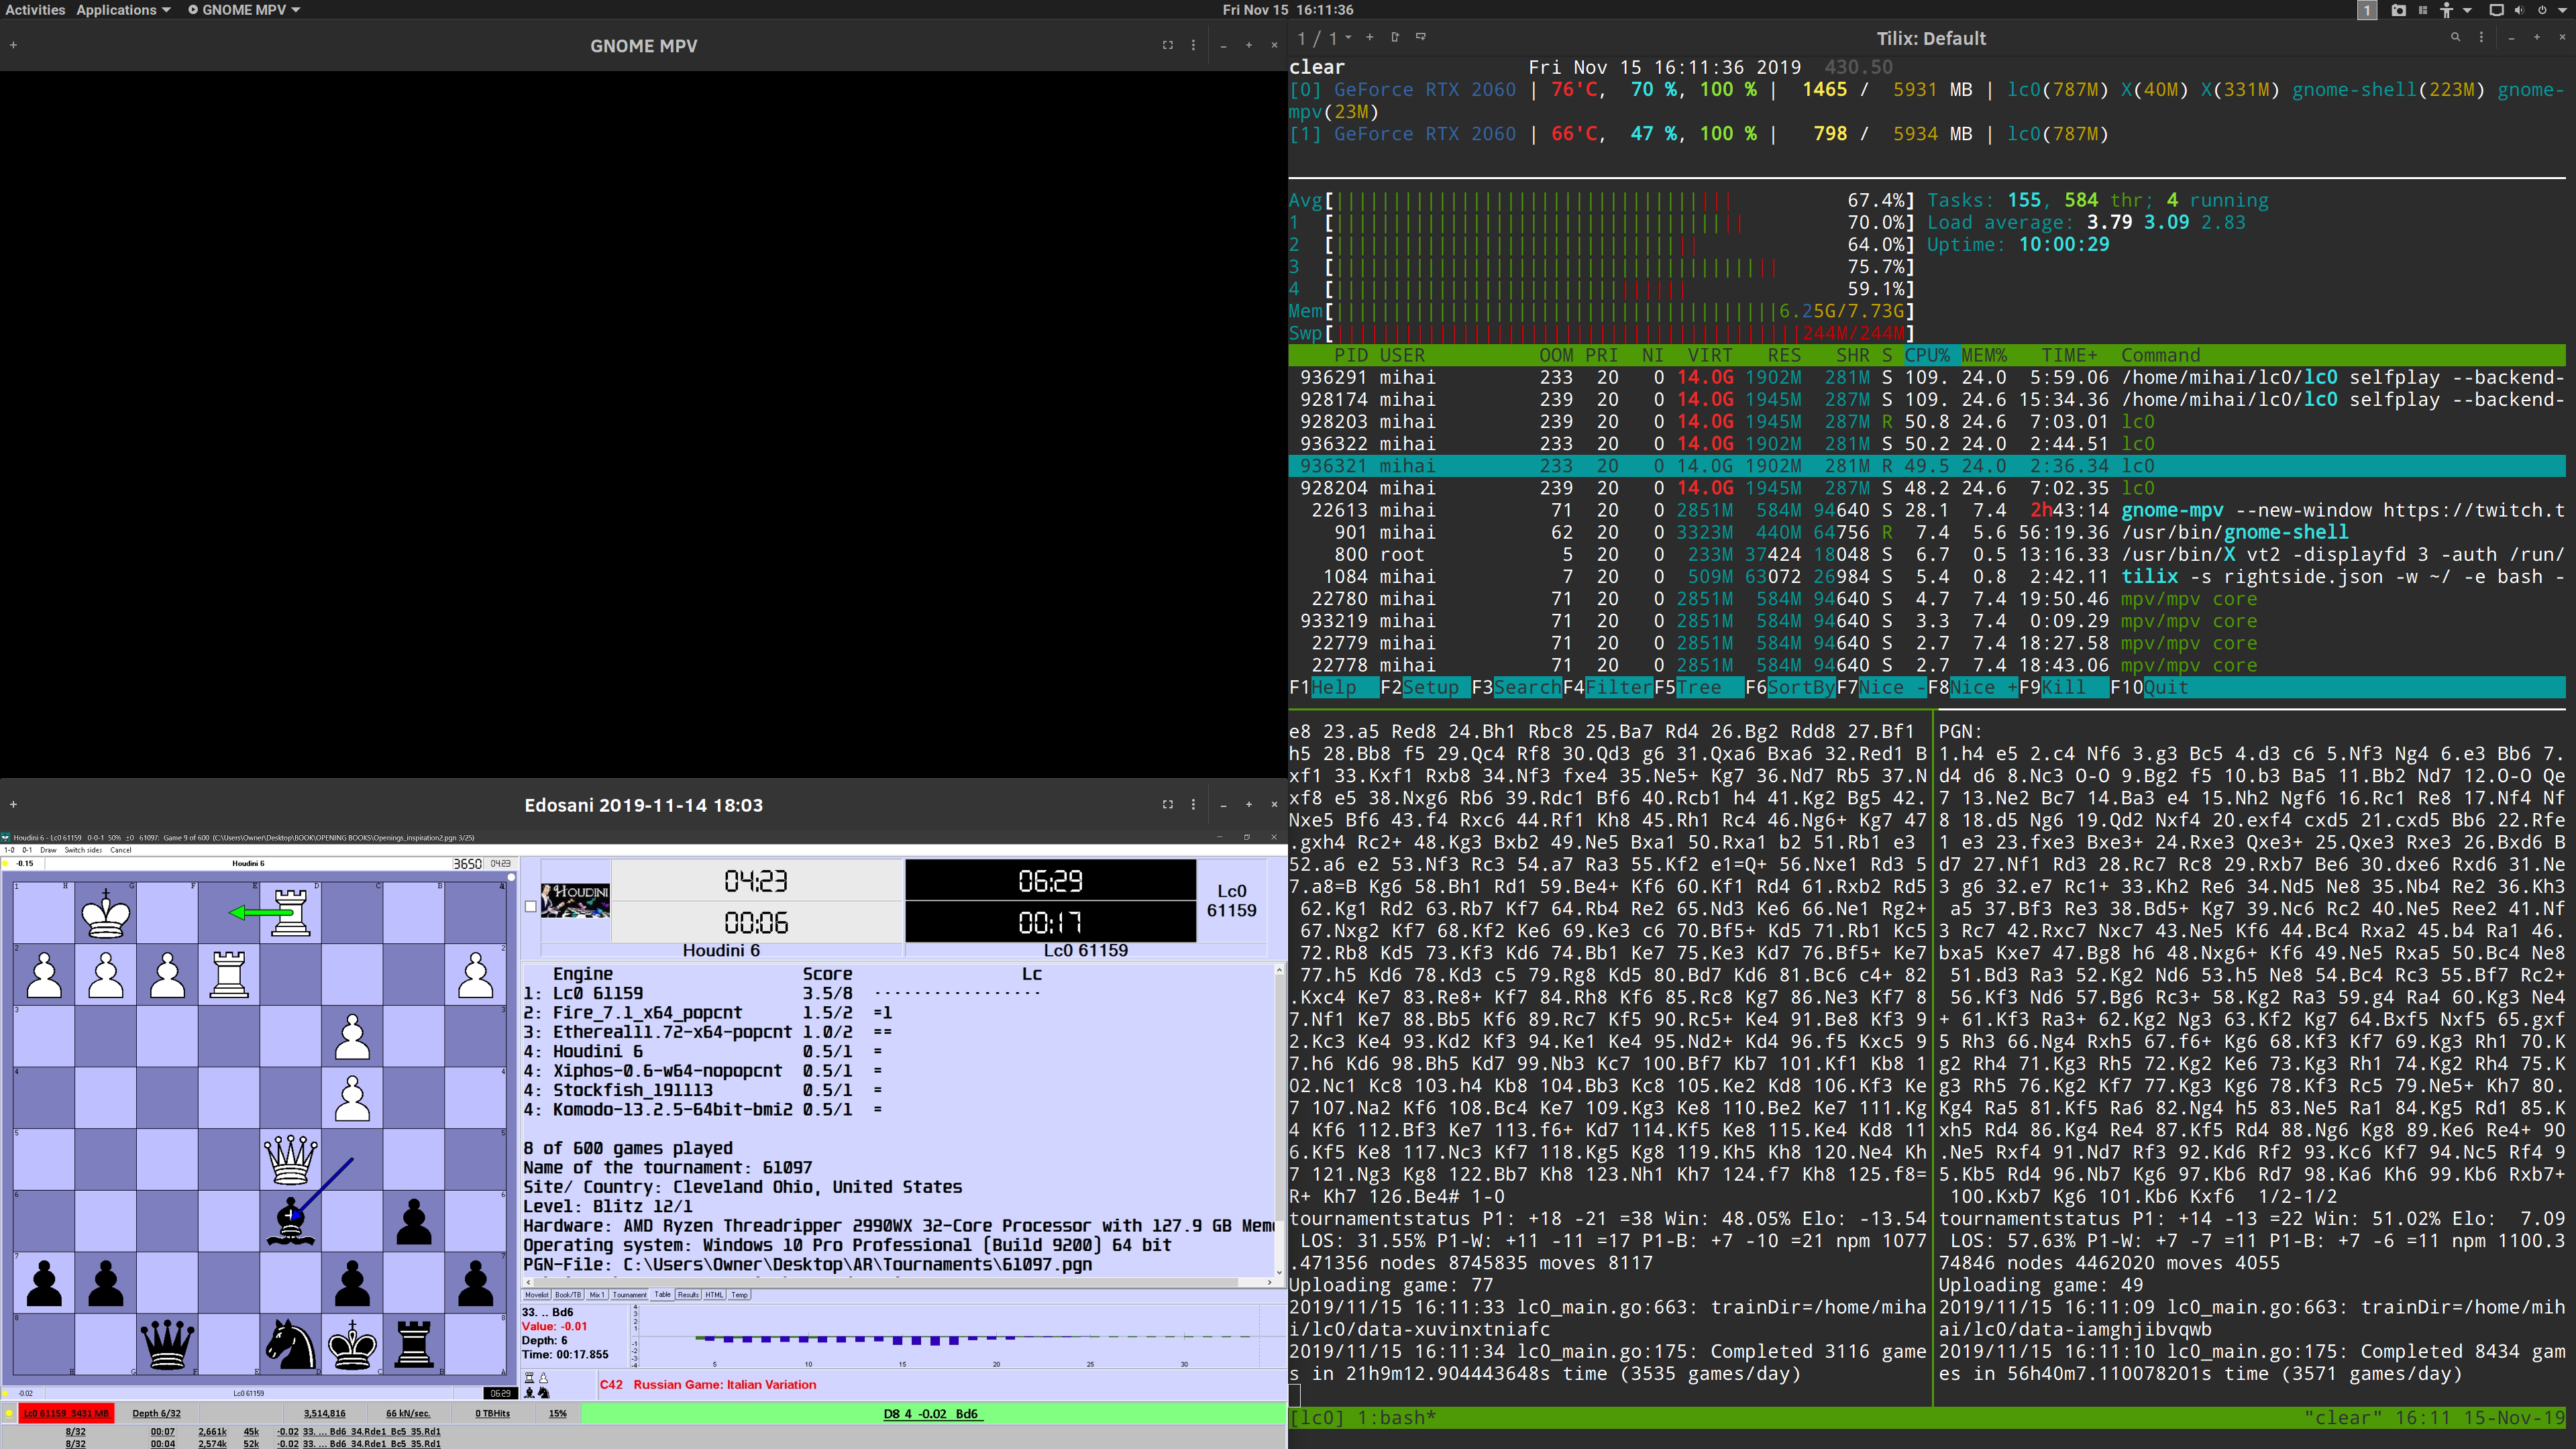 Activities Applications GNOME MPV Fri Nov 15 16:11:36 1
GNOME MPV
1 / 1 Tilix: Default
clear Fri Nov 15 16:11:36 2019 430.50
[0] GeForce RTX 2060 | 76'C, 70 %, 100 % | 1465 / 5931 MB | lc0(787M) X(40M) X(331M) gnome-shell(223M) gnome-
mpv(23M)
[1] GeForce RTX 2060 | 66'C, 47 %, 100 % | 798 / 5934 MB | lc0(787M)
Avg[ 67.4%] Tasks: 155, 584 thr; 4 running
1 [ 70.0%] Load average: 3.79 3.09 2.83
2 [ 64.0%] Uptime: 10:00:29
3 [ 75.7%]
4 [ 59.1%]
Mem[ 6.25G/7.73G]
Swp[ 244M/244M]
PID USER OOM PRI NI VIRT RES SHR S CPU% MEM% TIME+ Command
936291 mihai 233 20 0 14.0G 1902M 281M S 109. 24.0 5:59.06 /home/mihai/lc0/lc0 selfplay --backend-
928174 mihai 239 20 0 14.0G 1945M 287M S 109. 24.6 15:34.36 /home/mihai/lc0/lc0 selfplay --backend-
928203 mihai 239 20 0 14.0G 1945M 287M R 50.8 24.6 7:03.01 lc0
936322 mihai 233 20 0 14.0G 1902M 281M S 50.2 24.0 2:44.51 lc0
936321 mihai 233 20 0 14.0G 1902M 281M R 49.5 24.0 2:36.34 lc0
928204 mihai 239 20 0 14.0G 1945M 287M S 48.2 24.6 7:02.35 lc0
22613 mihai 71 20 0 2851M 584M 94640 S 28.1 7.4 2h43:14 gnome-mpv --new-window https://twitch.t
901 mihai 62 20 0 3323M 440M 64756 R 7.4 5.6 56:19.36 /usr/bin/gnome-shell
800 root 5 20 0 233M 37424 18048 S 6.7 0.5 13:16.33 /usr/bin/X vt2 -displayfd 3 -auth /run/
1084 mihai 7 20 0 509M 63072 26984 S 5.4 0.8 2:42.11 tilix -s rightside.json -w ~/ -e bash -
22780 mihai 71 20 0 2851M 584M 94640 S 4.7 7.4 19:50.46 mpv/mpv core
933219 mihai 71 20 0 2851M 584M 94640 S 3.3 7.4 0:09.29 mpv/mpv core
22779 mihai 71 20 0 2851M 584M 94640 S 2.7 7.4 18:27.58 mpv/mpv core
22778 mihai 71 20 0 2851M 584M 94640 S 2.7 7.4 18:43.06 mpv/mpv core
F1Help F2Setup F3SearchF4FilterF5Tree F6SortByF7Nice -F8Nice +F9Kill F10Quit
e8 23.a5 Red8 24.Bh1 Rbc8 25.Ba7 Rd4 26.Bg2 Rdd8 27.Bf1
h5 28.Bb8 f5 29.Qc4 Rf8 30.Qd3 g6 31.Qxa6 Bxa6 32.Red1 B
xf1 33.Kxf1 Rxb8 34.Nf3 fxe4 35.Ne5+ Kg7 36.Nd7 Rb5 37.N
xf8 e5 38.Nxg6 Rb6 39.Rdc1 Bf6 40.Rcb1 h4 41.Kg2 Bg5 42.
Nxe5 Bf6 43.f4 Rxc6 44.Rf1 Kh8 45.Rh1 Rc4 46.Ng6+ Kg7 47
.gxh4 Rc2+ 48.Kg3 Bxb2 49.Ne5 Bxa1 50.Rxa1 b2 51.Rb1 e3
52.a6 e2 53.Nf3 Rc3 54.a7 Ra3 55.Kf2 e1=Q+ 56.Nxe1 Rd3 5
7.a8=B Kg6 58.Bh1 Rd1 59.Be4+ Kf6 60.Kf1 Rd4 61.Rxb2 Rd5
62.Kg1 Rd2 63.Rb7 Kf7 64.Rb4 Re2 65.Nd3 Ke6 66.Ne1 Rg2+
67.Nxg2 Kf7 68.Kf2 Ke6 69.Ke3 c6 70.Bf5+ Kd5 71.Rb1 Kc5
72.Rb8 Kd5 73.Kf3 Kd6 74.Bb1 Ke7 75.Ke3 Kd7 76.Bf5+ Ke7
77.h5 Kd6 78.Kd3 c5 79.Rg8 Kd5 80.Bd7 Kd6 81.Bc6 c4+ 82
.Kxc4 Ke7 83.Re8+ Kf7 84.Rh8 Kf6 85.Rc8 Kg7 86.Ne3 Kf7 8
7.Nf1 Ke7 88.Bb5 Kf6 89.Rc7 Kf5 90.Rc5+ Ke4 91.Be8 Kf3 9
2.Kc3 Ke4 93.Kd2 Kf3 94.Ke1 Ke4 95.Nd2+ Kd4 96.f5 Kxc5 9
7.h6 Kd6 98.Bh5 Kd7 99.Nb3 Kc7 100.Bf7 Kb7 101.Kf1 Kb8 1
02.Nc1 Kc8 103.h4 Kb8 104.Bb3 Kc8 105.Ke2 Kd8 106.Kf3 Ke
7 107.Na2 Kf6 108.Bc4 Ke7 109.Kg3 Ke8 110.Be2 Ke7 111.Kg
4 Kf6 112.Bf3 Ke7 113.f6+ Kd7 114.Kf5 Ke8 115.Ke4 Kd8 11
6.Kf5 Ke8 117.Nc3 Kf7 118.Kg5 Kg8 119.Kh5 Kh8 120.Ne4 Kh
7 121.Ng3 Kg8 122.Bb7 Kh8 123.Nh1 Kh7 124.f7 Kh8 125.f8=
R+ Kh7 126.Be4# 1-0
tournamentstatus P1: +18 -21 =38 Win: 48.05% Elo: -13.54
LOS: 31.55% P1-W: +11 -11 =17 P1-B: +7 -10 =21 npm 1077
.471356 nodes 8745835 moves 8117
Uploading game: 77
2019/11/15 16:11:33 lc0_main.go:663: trainDir=/home/miha
i/lc0/data-xuvinxtniafc
2019/11/15 16:11:34 lc0_main.go:175: Completed 3116 game
s in 21h9m12.904443648s time (3535 games/day)
PGN:
1.h4 e5 2.c4 Nf6 3.g3 Bc5 4.d3 c6 5.Nf3 Ng4 6.e3 Bb6 7.
d4 d6 8.Nc3 O-O 9.Bg2 f5 10.b3 Ba5 11.Bb2 Nd7 12.O-O Qe
7 13.Ne2 Bc7 14.Ba3 e4 15.Nh2 Ngf6 16.Rc1 Re8 17.Nf4 Nf
8 18.d5 Ng6 19.Qd2 Nxf4 20.exf4 cxd5 21.cxd5 Bb6 22.Rfe
1 e3 23.fxe3 Bxe3+ 24.Rxe3 Qxe3+ 25.Qxe3 Rxe3 26.Bxd6 B
d7 27.Nf1 Rd3 28.Rc7 Rc8 29.Rxb7 Be6 30.dxe6 Rxd6 31.Ne
3 g6 32.e7 Rc1+ 33.Kh2 Re6 34.Nd5 Ne8 35.Nb4 Re2 36.Kh3
a5 37.Bf3 Re3 38.Bd5+ Kg7 39.Nc6 Rc2 40.Ne5 Ree2 41.Nf
3 Rc7 42.Rxc7 Nxc7 43.Ne5 Kf6 44.Bc4 Rxa2 45.b4 Ra1 46.
bxa5 Kxe7 47.Bg8 h6 48.Nxg6+ Kf6 49.Ne5 Rxa5 50.Bc4 Ne8
51.Bd3 Ra3 52.Kg2 Nd6 53.h5 Ne8 54.Bc4 Rc3 55.Bf7 Rc2+
56.Kf3 Nd6 57.Bg6 Rc3+ 58.Kg2 Ra3 59.g4 Ra4 60.Kg3 Ne4
+ 61.Kf3 Ra3+ 62.Kg2 Ng3 63.Kf2 Kg7 64.Bxf5 Nxf5 65.gxf
5 Rh3 66.Ng4 Rxh5 67.f6+ Kg6 68.Kf3 Kf7 69.Kg3 Rh1 70.K
g2 Rh4 71.Kg3 Rh5 72.Kg2 Ke6 73.Kg3 Rh1 74.Kg2 Rh4 75.K
g3 Rh5 76.Kg2 Kf7 77.Kg3 Kg6 78.Kf3 Rc5 79.Ne5+ Kh7 80.
Kg4 Ra5 81.Kf5 Ra6 82.Ng4 h5 83.Ne5 Ra1 84.Kg5 Rd1 85.K
xh5 Rd4 86.Kg4 Re4 87.Kf5 Rd4 88.Ng6 Kg8 89.Ke6 Re4+ 90
.Ne5 Rxf4 91.Nd7 Rf3 92.Kd6 Rf2 93.Kc6 Kf7 94.Nc5 Rf4 9
5.Kb5 Rd4 96.Nb7 Kg6 97.Kb6 Rd7 98.Ka6 Kh6 99.Kb6 Rxb7+
100.Kxb7 Kg6 101.Kb6 Kxf6 1/2-1/2
tournamentstatus P1: +14 -13 =22 Win: 51.02% Elo: 7.09
LOS: 57.63% P1-W: +7 -7 =11 P1-B: +7 -6 =11 npm 1100.3
74846 nodes 4462020 moves 4055
Uploading game: 49
2019/11/15 16:11:09 lc0_main.go:663: trainDir=/home/mih
ai/lc0/data-iamghjibvqwb
2019/11/15 16:11:10 lc0_main.go:175: Completed 8434 gam
es in 56h40m7.110078201s time (3571 games/day)
[lc0] 1:bash* "clear" 16:11 15-Nov-19
Edosani 2019-11-14 18:03
Houdini 6 - Lc0 61159 0-0-1 50% ±0 61097: Game 9 of 600 (C:\Users\Owner\Desktop\BOOK\OPENING BOOKS\Openings_inspiration2.pgn 3/25)
1-0 0-1 Draw Switch sides Cancel
-0.15 Houdini 6 3650 04:23
1 H G F E D C B A
2 2
3 3
4 4
5 5
6 6
7 7
8 H G F E D C B A
-0.02 Lc0 61159 06:29
HOUDINI 04:23 06:29 Lc0
00:06 00:17 61159
Houdini 6 Lc0 61159
Engine Score Lc
1: Lc0 61159 3.5/8 ------------------
2: Fire_7.1_x64_popcnt 1.5/2 =1
3: Ethereal11.72-x64-popcnt 1.0/2 ==
4: Houdini 6 0.5/1 =
4: Xiphos-0.6-w64-nopopcnt 0.5/1 =
4: Stockfish_191113 0.5/1 =
4: Komodo-13.2.5-64bit-bmi2 0.5/1 =
8 of 600 games played
Name of the tournament: 61097
Site/ Country: Cleveland Ohio, United States
Level: Blitz 12/1
Hardware: AMD Ryzen Threadripper 2990WX 32-Core Processor with 127.9 GB Mem
Operating system: Windows 10 Pro Professional (Build 9200) 64 bit
PGN-File: C:\Users\Owner\Desktop\AR\Tournaments\61097.pgn
Movelist Book/TB Mix 1 Tournament Table Results HTML Temp
33. .. Bd6
Value: -0.01
Depth: 6
Time: 00:17.855
5 10 15 20 25 30
C42 Russian Game: Italian Variation
Lc0 61159 3431 MB Depth 6/32 3,514,816 66 kN/sec. 0 TBHits 15% D8 4 -0.02 Bd6
8/32 00:07 2,661k 45k -0.02 33. ... Bd6 34.Rde1 Bc5 35.Rd1
8/32 00:04 2,574k 52k -0.02 33. ... Bd6 34.Rde1 Bc5 35.Rd1